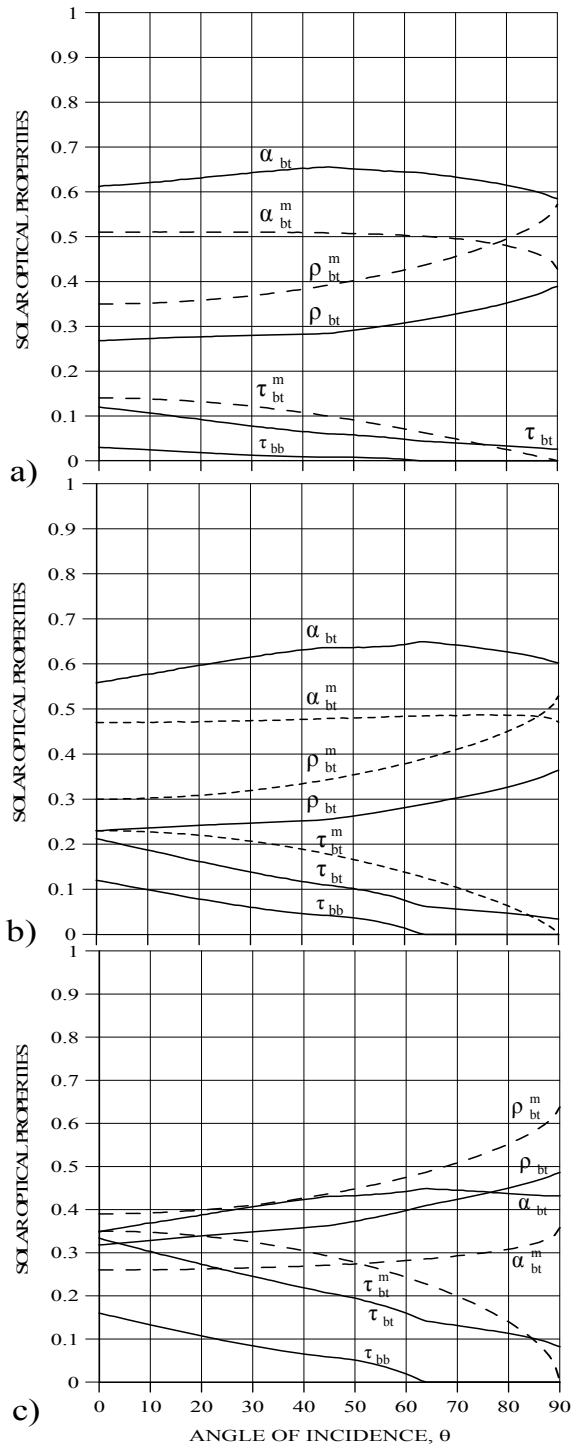 1
0.9
0.8
0.7
0.6
0.5
0.4
0.3
0.2
0.1
0
SOLAR OPTICAL PROPERTIES
α bt
α m bt
ρ m bt
ρ bt
τ m bt
τ bb
τ bt
a)
1
0.9
0.8
0.7
0.6
0.5
0.4
0.3
0.2
0.1
0
SOLAR OPTICAL PROPERTIES
α bt
α m bt
ρ m bt
ρ bt
τ m bt
τ bt
τ bb
b)
1
0.9
0.8
0.7
0.6
0.5
0.4
0.3
0.2
0.1
0
SOLAR OPTICAL PROPERTIES
ρ m bt
ρ bt
α bt
α m bt
τ m bt
τ bt
τ bb
c)
0 10 20 30 40 50 60 70 80 90
ANGLE OF INCIDENCE, θ